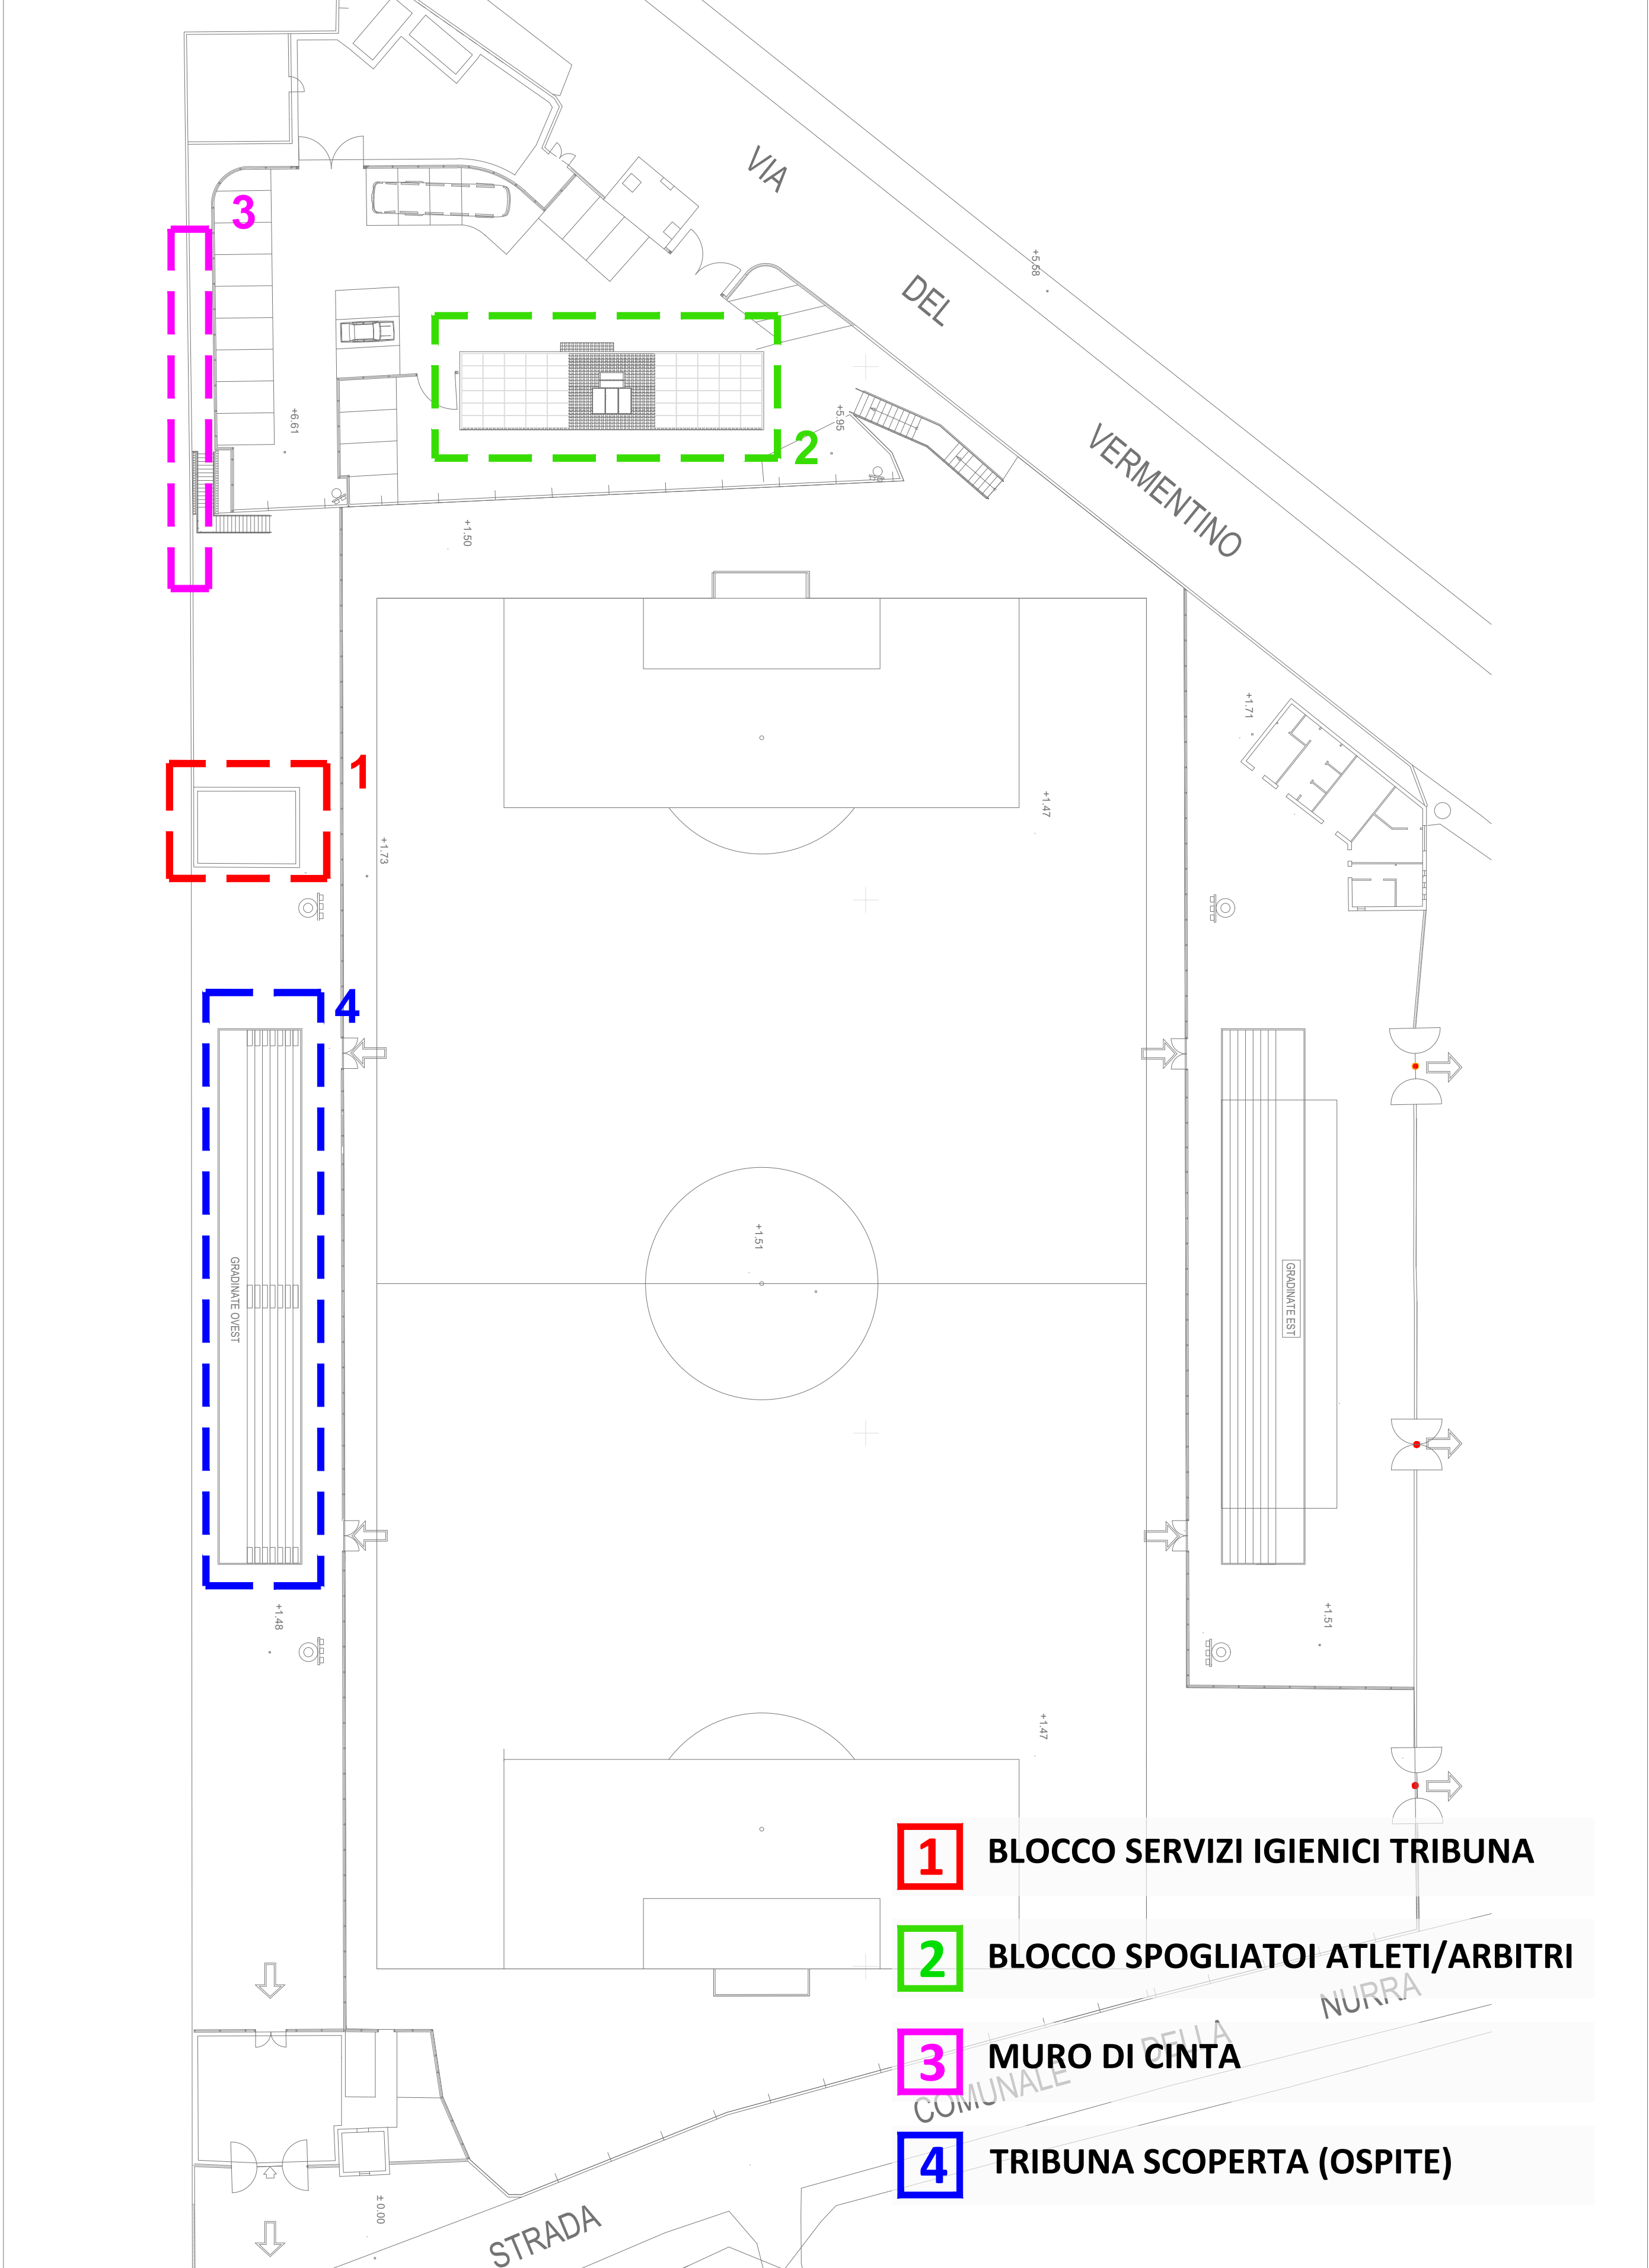 VIA
DEL
VERMENTINO
3
+5.58
+6.61
+5.95
2
+1.50
+1.71
1
+1.47
+1.73
4
+1.51
GRADINATE OVEST
GRADINATE EST
+1.48
+1.51
+1.47
1 BLOCCO SERVIZI IGIENICI TRIBUNA
2 BLOCCO SPOGLIATOI ATLETI/ARBITRI
3 MURO DI CINTA
4 TRIBUNA SCOPERTA (OSPITE)
STRADA
COMUNALE
DELLA
NURRA
±0.00